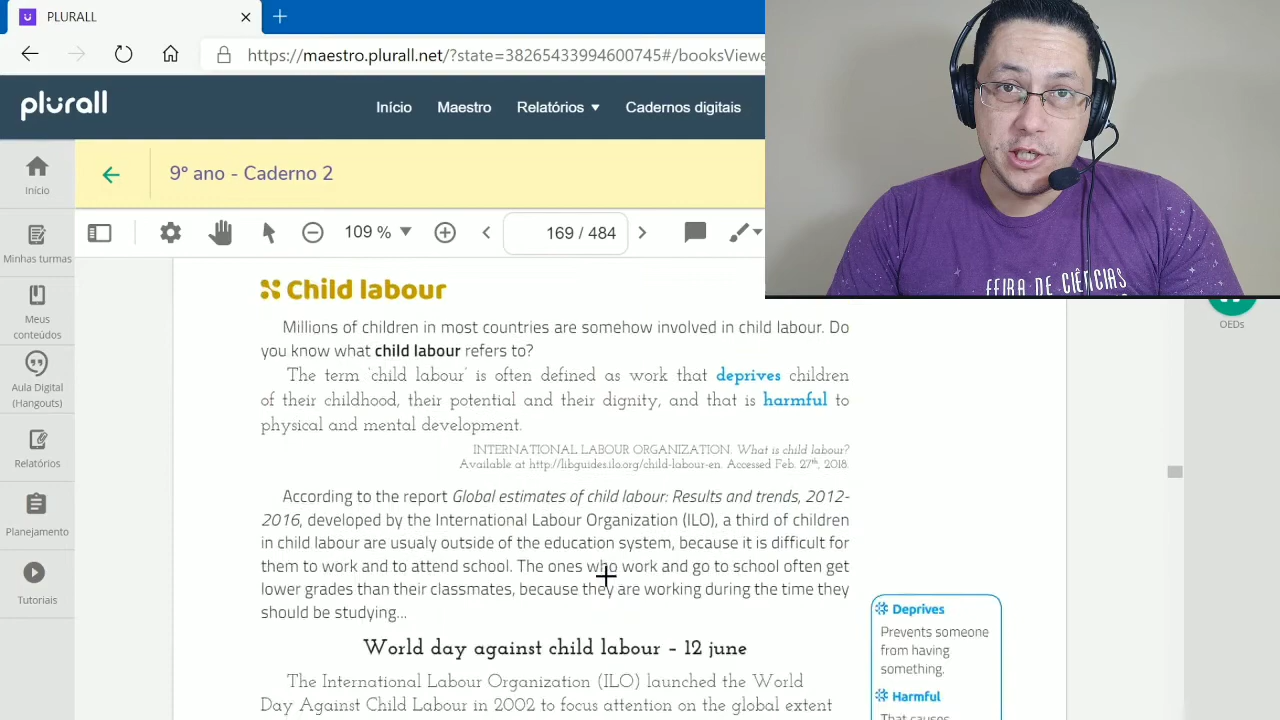 PLURALL
https://maestro.plurall.net/?state=38265433994600745#/booksViewe
plurall
Início
Maestro
Relatórios
Cadernos digitais
9º ano - Caderno 2
109 %
169 / 484
Início
Minhas turmas
Meus
conteúdos
Aula Digital
(Hangouts)
Relatórios
Planejamento
Tutoriais
FEIRA DE CIÊNCIAS
OEDs
Child labour
Millions of children in most countries are somehow involved in child labour. Do
you know what child labour refers to?
The term ‘child labour’ is often defined as work that deprives children
of their childhood, their potential and their dignity, and that is harmful to
physical and mental development.
INTERNATIONAL LABOUR ORGANIZATION. What is child labour?
Available at http://libguides.ilo.org/child-labour-en. Accessed Feb. 27th, 2018.
According to the report Global estimates of child labour: Results and trends, 2012-
2016, developed by the International Labour Organization (ILO), a third of children
in child labour are usualy outside of the education system, because it is difficult for
them to work and to attend school. The ones who work and go to school often get
lower grades than their classmates, because they are working during the time they
should be studying...
World day against child labour – 12 june
The International Labour Organization (ILO) launched the World
Day Against Child Labour in 2002 to focus attention on the global extent
Deprives
Prevents someone
from having
something.
Harmful
That causes